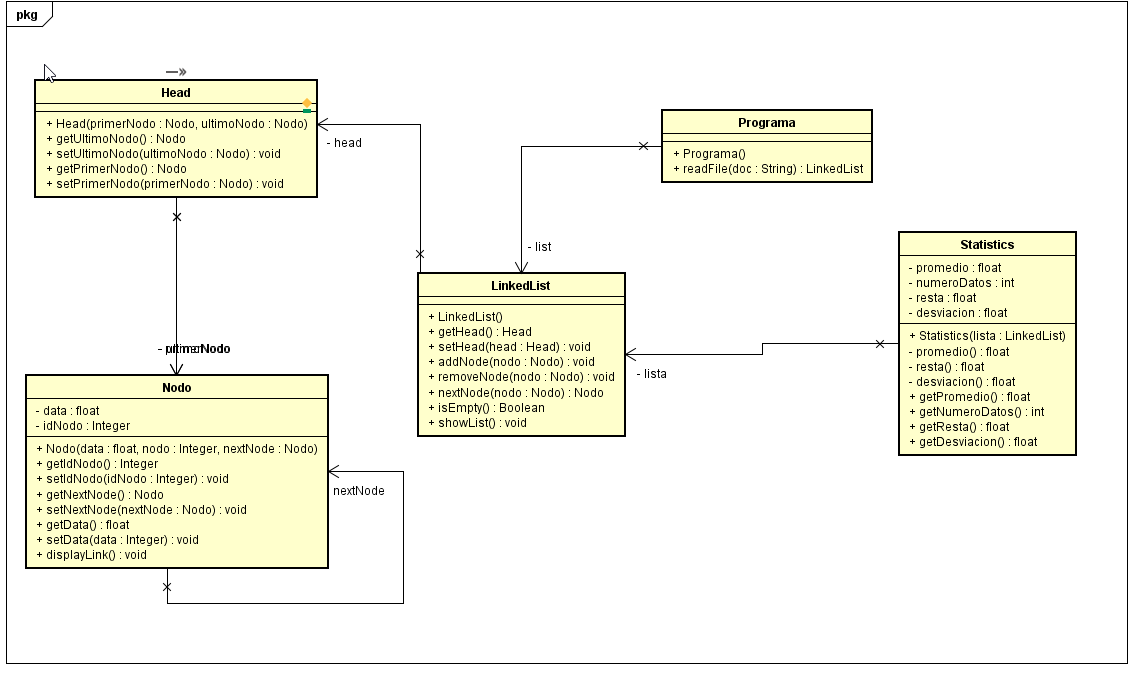 pkg
Head
+ Head(primerNodo : Nodo, ultimoNodo : Nodo)
+ getUltimoNodo() : Nodo
+ setUltimoNodo(ultimoNodo : Nodo) : void
+ getPrimerNodo() : Nodo
+ setPrimerNodo(primerNodo : Nodo) : void
- head
Programa
+ Programa()
+ readFile(doc : String) : LinkedList
- list
LinkedList
+ LinkedList()
+ getHead() : Head
+ setHead(head : Head) : void
+ addNode(nodo : Nodo) : void
+ removeNode(nodo : Nodo) : void
+ nextNode(nodo : Nodo) : Nodo
+ isEmpty() : Boolean
+ showList() : void
- lista
Statistics
- promedio : float
- numeroDatos : int
- resta : float
- desviacion : float
+ Statistics(lista : LinkedList)
- promedio() : float
- resta() : float
- desviacion() : float
+ getPromedio() : float
+ getNumeroDatos() : int
+ getResta() : float
+ getDesviacion() : float
Nodo
- data : float
- idNodo : Integer
+ Nodo(data : float, nodo : Integer, nextNode : Nodo)
+ getIdNodo() : Integer
+ setIdNodo(idNodo : Integer) : void
+ getNextNode() : Nodo
+ setNextNode(nextNode : Nodo) : void
+ getData() : float
+ setData(data : Integer) : void
+ displayLink() : void
nextNode